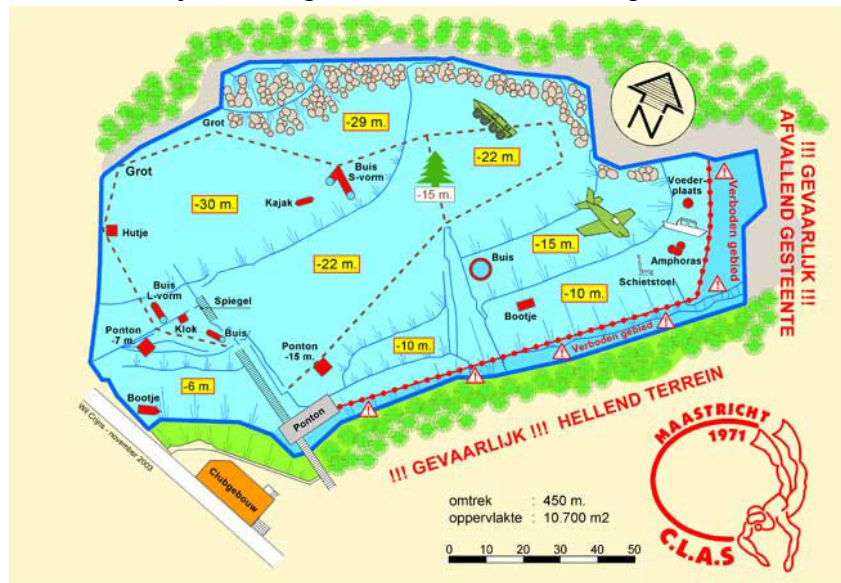 -29 m.
Grot
Grot
-22 m.
Buis
S-vorm
-15 m.
-30 m.
Kajak
Hutje
Voeder-
plaats
Verboden gebied
-15 m.
Buis
Amphoras
-22 m.
Schietstoel
-10 m.
Buis
L-vorm
Spiegel
Bootje
Klok
Buis
Ponton
-7 m.
Ponton
-15 m.
-10 m.
Verboden gebied
-6 m.
Bootje
Ponton
Wil Crijns - november 2003
Clubgebouw
!!! GEVAARLIJK !!!
AFVALLEND GESTEENTE
!!! GEVAARLIJK !!! HELLEND TERREIN
N
omtrek : 450 m.
oppervlakte : 10.700 m2
0 10 20 30 40 50
MAASTRICHT
1971
C.L.A.S